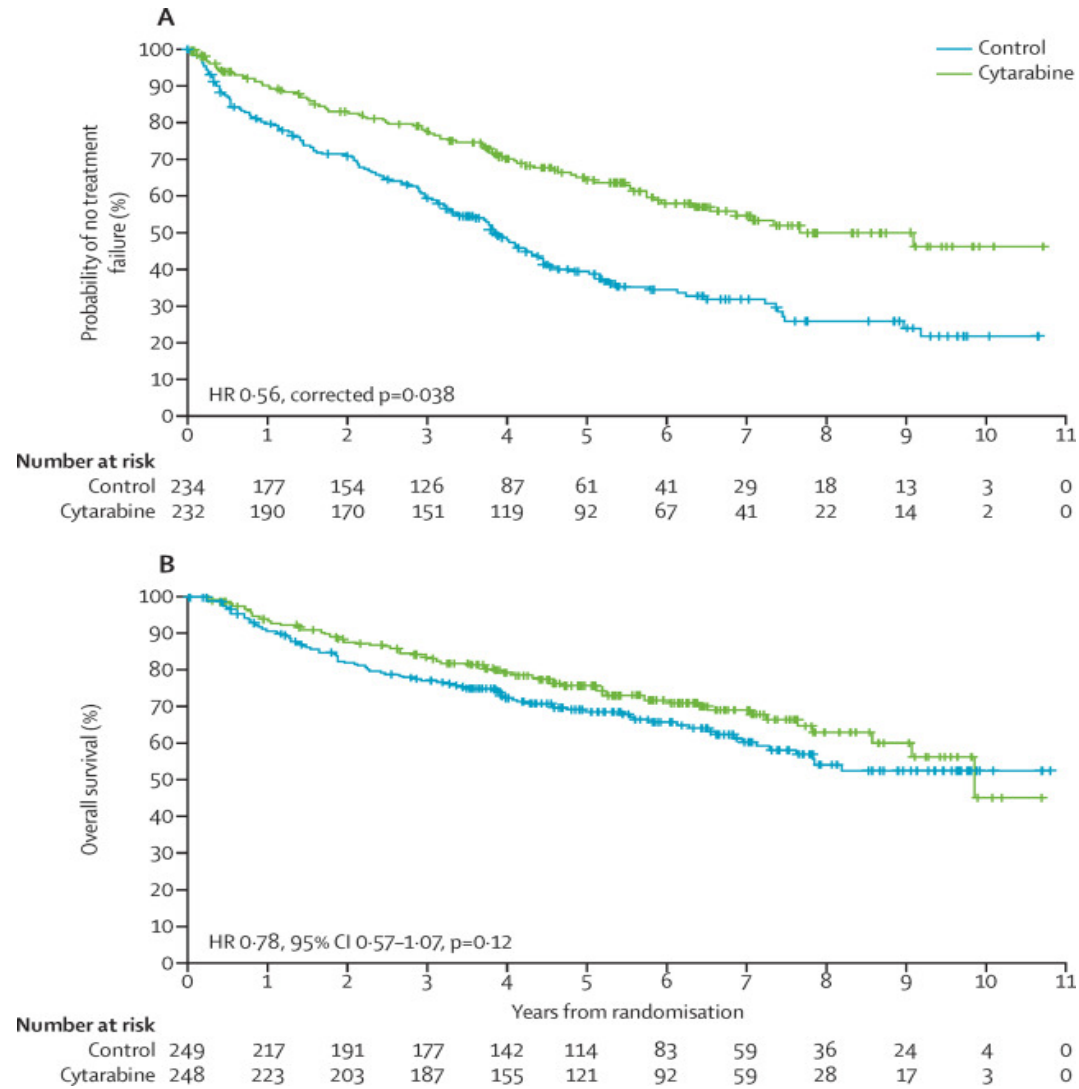 A
Control
Cytarabine
Probability of no treatment
failure (%)
100
90
80
70
60
50
40
30
20
10
0
HR 0·56, corrected p=0·038
0 1 2 3 4 5 6 7 8 9 10 11
Number at risk
Control 234 177 154 126 87 61 41 29 18 13 3 0
Cytarabine 232 190 170 151 119 92 67 41 22 14 2 0
B
Overall survival (%)
100
90
80
70
60
50
40
30
20
10
0
HR 0·78, 95% CI 0·57–1·07, p=0·12
0 1 2 3 4 5 6 7 8 9 10 11
Years from randomisation
Number at risk
Control 249 217 191 177 142 114 83 59 36 24 4 0
Cytarabine 248 223 203 187 155 121 92 59 28 17 3 0